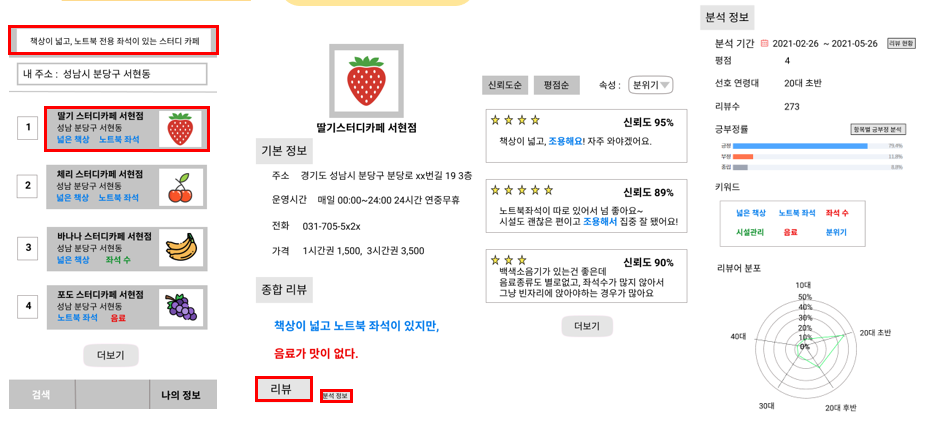 책상이 넓고, 노트북 전용 좌석이 있는 스터디 카페
내 주소 : 성남시 분당구 서현동
1
딸기 스터디카페 서현점
성남 분당구 서현동
넓은 책상 노트북 좌석
2
체리 스터디카페 서현점
성남 분당구 서현동
넓은 책상 노트북 좌석
3
바나나 스터디카페 서현점
성남 분당구 서현동
넓은 책상 좌석 수
4
포도 스터디카페 서현점
성남 분당구 서현동
노트북 좌석 음료
더보기
검색 나의 정보
딸기스터디카페 서현점
기본 정보
주소 경기도 성남시 분당구 분당로 xx번길 19 3층
운영시간 매일 00:00~24:00 24시간 연중무휴
전화 031-705-5x2x
가격 1시간권 1,500, 3시간권 3,500
종합 리뷰
책상이 넓고 노트북 좌석이 있지만,
음료가 맛이 없다.
리뷰 분석 정보
신뢰도순 평점순 속성 : 분위기
신뢰도 95%
책상이 넓고, 조용해요! 자주 와야겠어요.
신뢰도 89%
노트북좌석이 따로 있어서 넘 좋아요~
시설도 괜찮은 편이고 조용해서 집중 잘 됐어요!
신뢰도 90%
백색소음기가 있는건 좋은데
음료종류도 별로없고, 좌석수가 많지 않아서
그냥 빈자리에 앉아야하는 경우가 많아요
더보기
분석 정보
분석 기간 2021-02-26 ~ 2021-05-26 리뷰 현황
평점 4
선호 연령대 20대 초반
리뷰수 273
긍부정률 항목별 긍부정 분석
긍정 79.4%
부정 11.8%
중립 8.8%
키워드
넓은 책상 노트북 좌석 좌석 수
시설관리 음료 분위기
리뷰어 분포
10대
50%
40%
30%
20%
10%
0%
20대 초반
40대
30대
20대 후반